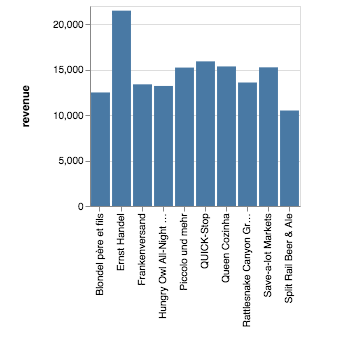 revenue
20,000
15,000
10,000
5,000
0
Blondel père et fils
Ernst Handel
Frankenversand
Hungry Owl All-Night …
Piccolo und mehr
QUICK-Stop
Queen Cozinha
Rattlesnake Canyon Gr…
Save-a-lot Markets
Split Rail Beer & Ale